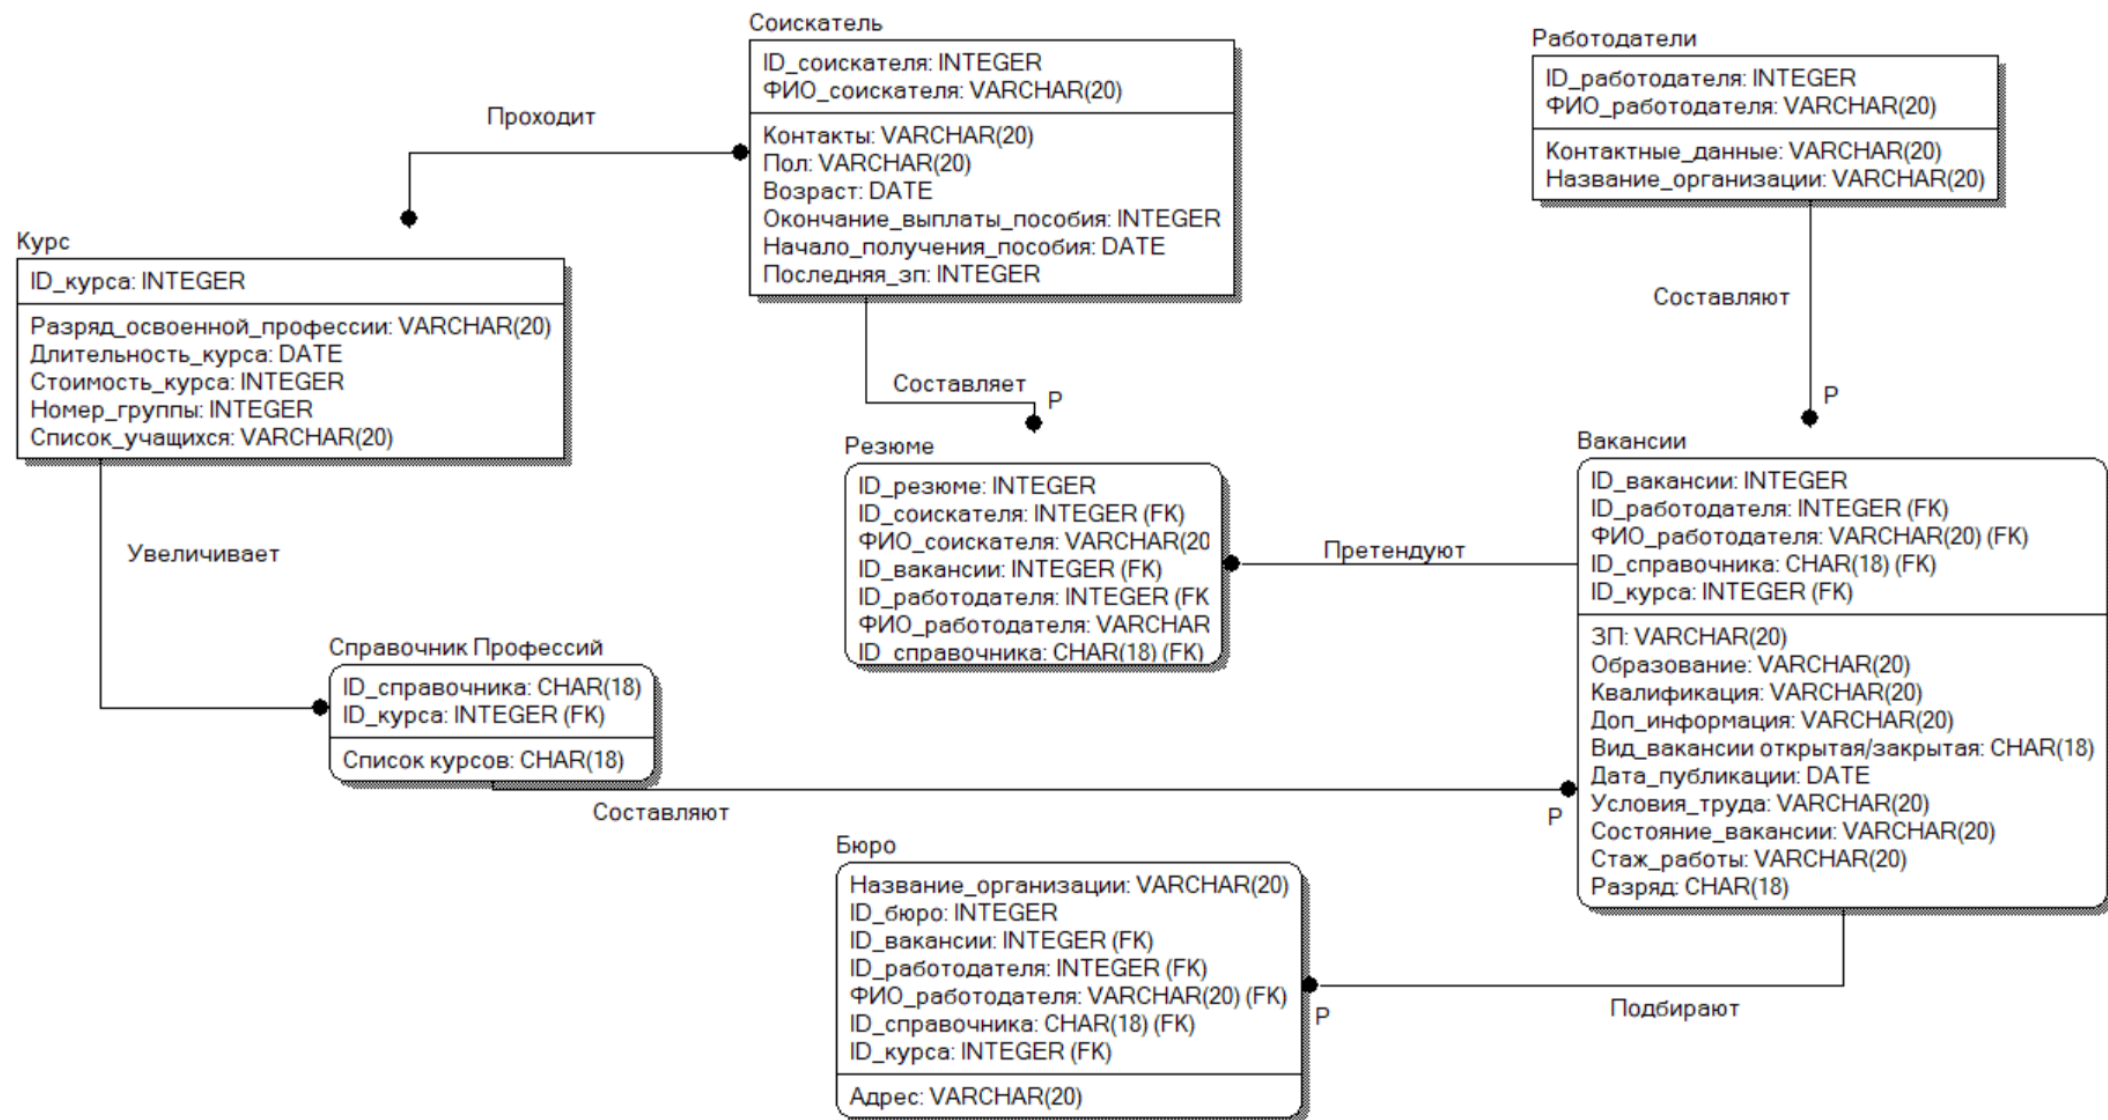 Соискатель
ID_соискателя: INTEGER
ФИО_соискателя: VARCHAR(20)
Контакты: VARCHAR(20)
Пол: VARCHAR(20)
Возраст: DATE
Окончание_выплаты_пособия: INTEGER
Начало_получения_пособия: DATE
Последняя_зп: INTEGER
Работодатели
ID_работодателя: INTEGER
ФИО_работодателя: VARCHAR(20)
Контактные_данные: VARCHAR(20)
Название_организации: VARCHAR(20)
Проходит
Курс
ID_курса: INTEGER
Разряд_освоенной_профессии: VARCHAR(20)
Длительность_курса: DATE
Стоимость_курса: INTEGER
Номер_группы: INTEGER
Список_учащихся: VARCHAR(20)
Составляет
P
Составляют
P
Резюме
ID_резюме: INTEGER
ID_соискателя: INTEGER (FK)
ФИО_соискателя: VARCHAR(20
ID_вакансии: INTEGER (FK)
ID_работодателя: INTEGER (FK
ФИО_работодателя: VARCHAR
ID_справочника: CHAR(18) (FK)
Претендуют
Вакансии
ID_вакансии: INTEGER
ID_работодателя: INTEGER (FK)
ФИО_работодателя: VARCHAR(20) (FK)
ID_справочника: CHAR(18) (FK)
ID_курса: INTEGER (FK)
ЗП: VARCHAR(20)
Образование: VARCHAR(20)
Квалификация: VARCHAR(20)
Доп_информация: VARCHAR(20)
Вид_вакансии открытая/закрытая: CHAR(18)
Дата_публикации: DATE
Условия_труда: VARCHAR(20)
Состояние_вакансии: VARCHAR(20)
Стаж_работы: VARCHAR(20)
Разряд: CHAR(18)
Увеличивает
Справочник Профессий
ID_справочника: CHAR(18)
ID_курса: INTEGER (FK)
Список курсов: CHAR(18)
Составляют
P
Бюро
Название_организации: VARCHAR(20)
ID_бюро: INTEGER
ID_вакансии: INTEGER (FK)
ID_работодателя: INTEGER (FK)
ФИО_работодателя: VARCHAR(20) (FK)
ID_справочника: CHAR(18) (FK)
ID_курса: INTEGER (FK)
Адрес: VARCHAR(20)
P
Подбирают